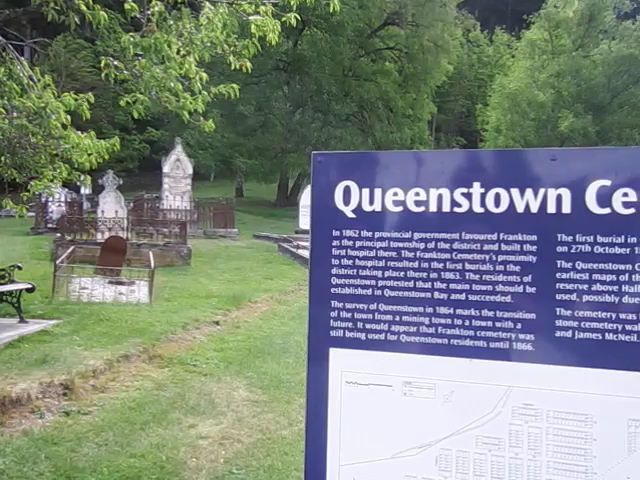 Queenstown Ce
In 1862 the provincial government favoured Frankton
as the principal township of the district and built the
first hospital there. The Frankton Cemetery's proximity
to the hospital resulted in the first burials in the
district taking place there in 1863. The residents of
Queenstown protested that the main town should be
established in Queenstown Bay and succeeded.
The survey of Queenstown in 1864 marks the transition
of the town from a mining town to a town with a
future. It would appear that Frankton cemetery was
still being used for Queenstown residents until 1866.
The first burial in
on 27th October 1
The Queenstown C
earliest maps of th
reserve above Hall
used, possibly due
The cemetery was
stone cemetery wal
and James McNeil.